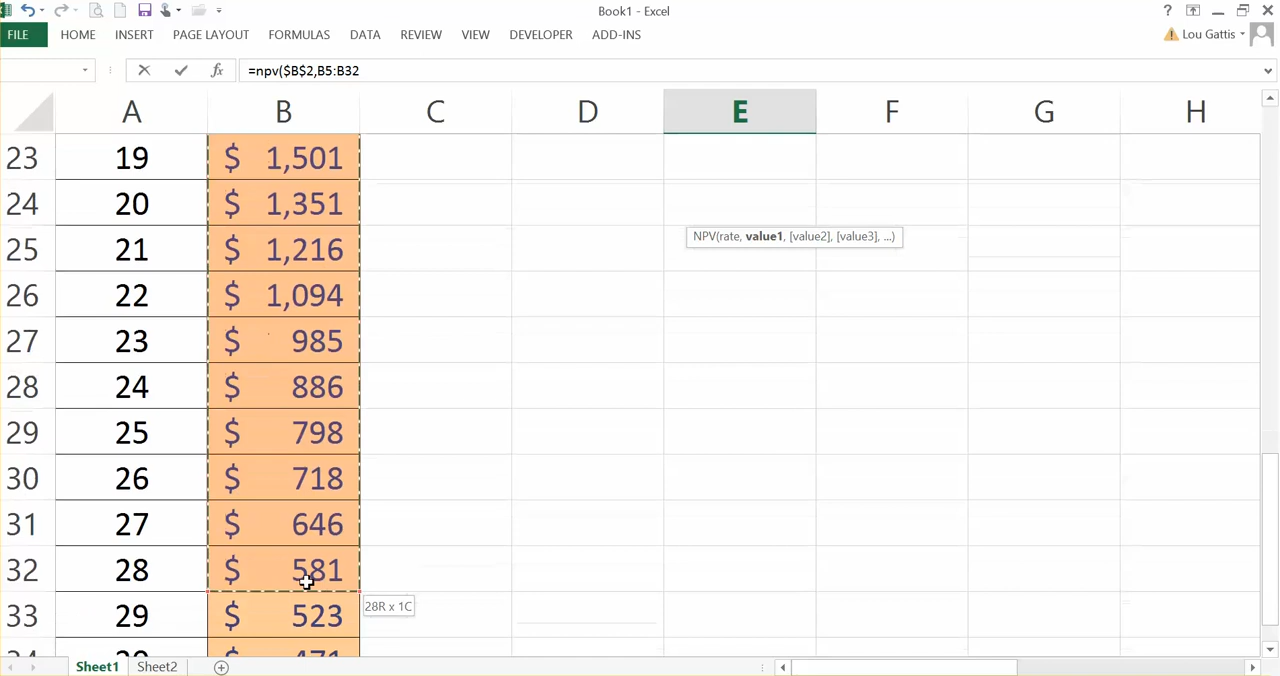 Book1 - Excel
?
FILE HOME INSERT PAGE LAYOUT FORMULAS DATA REVIEW VIEW DEVELOPER ADD-INS Lou Gattis
fx =npv($B$2,B5:B32
A B C D E F G H
23 19 $ 1,501
24 20 $ 1,351
NPV(rate, value1, [value2], [value3], ...)
25 21 $ 1,216
26 22 $ 1,094
27 23 $ 985
28 24 $ 886
29 25 $ 798
30 26 $ 718
31 27 $ 646
32 28 $ 581
28R x 1C
33 29 $ 523
Sheet1 Sheet2